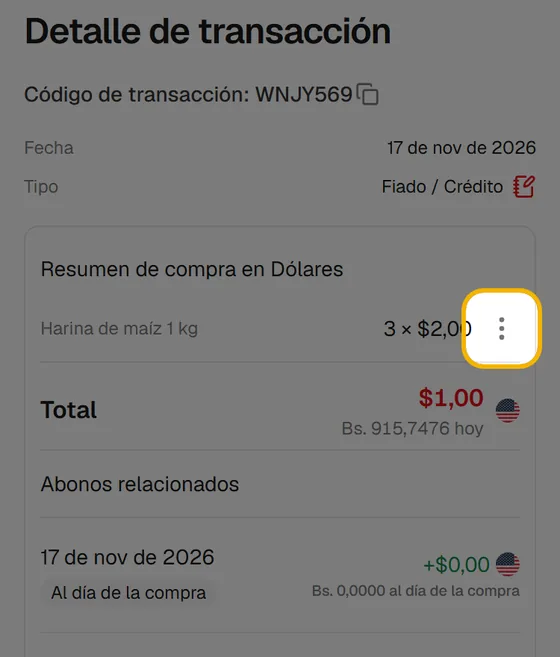 Detalle de transacción
Código de transacción: WNJY569
Fecha 17 de nov de 2026
Tipo Fiado / Crédito
Resumen de compra en Dólares
Harina de maíz 1 kg 3 × $2,00
Total $1,00
Bs. 915,7476 hoy
Abonos relacionados
17 de nov de 2026 +$0,00
Al día de la compra Bs. 0,0000 al día de la compra